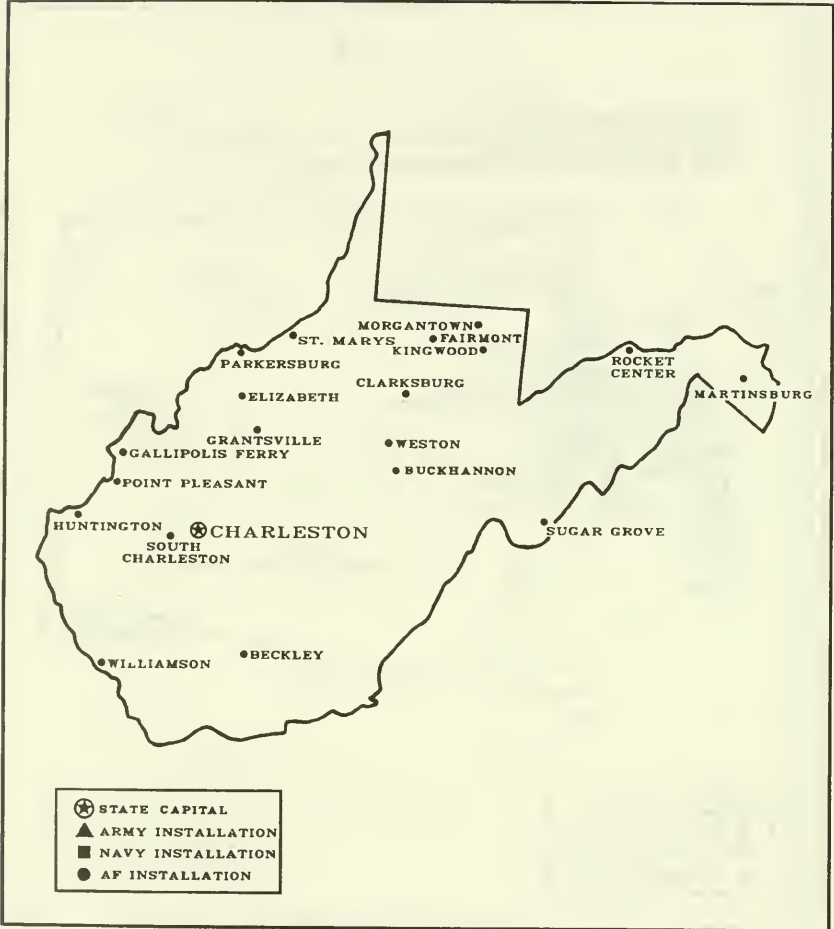 MORGANTOWN
ST. MARYS
FAIRMONT
KINGWOOD
PARKERSBURG
ROCKET
CENTER
CLARKSBURG
MARTINSBURG
ELIZABETH
GRANTSVILLE
WESTON
GALLIPOLIS FERRY
BUCKHANNON
POINT PLEASANT
HUNTINGTON
CHARLESTON
SUGAR GROVE
SOUTH
CHARLESTON
BECKLEY
WILLIAMSON
STATE CAPITAL
ARMY INSTALLATION
NAVY INSTALLATION
AF INSTALLATION